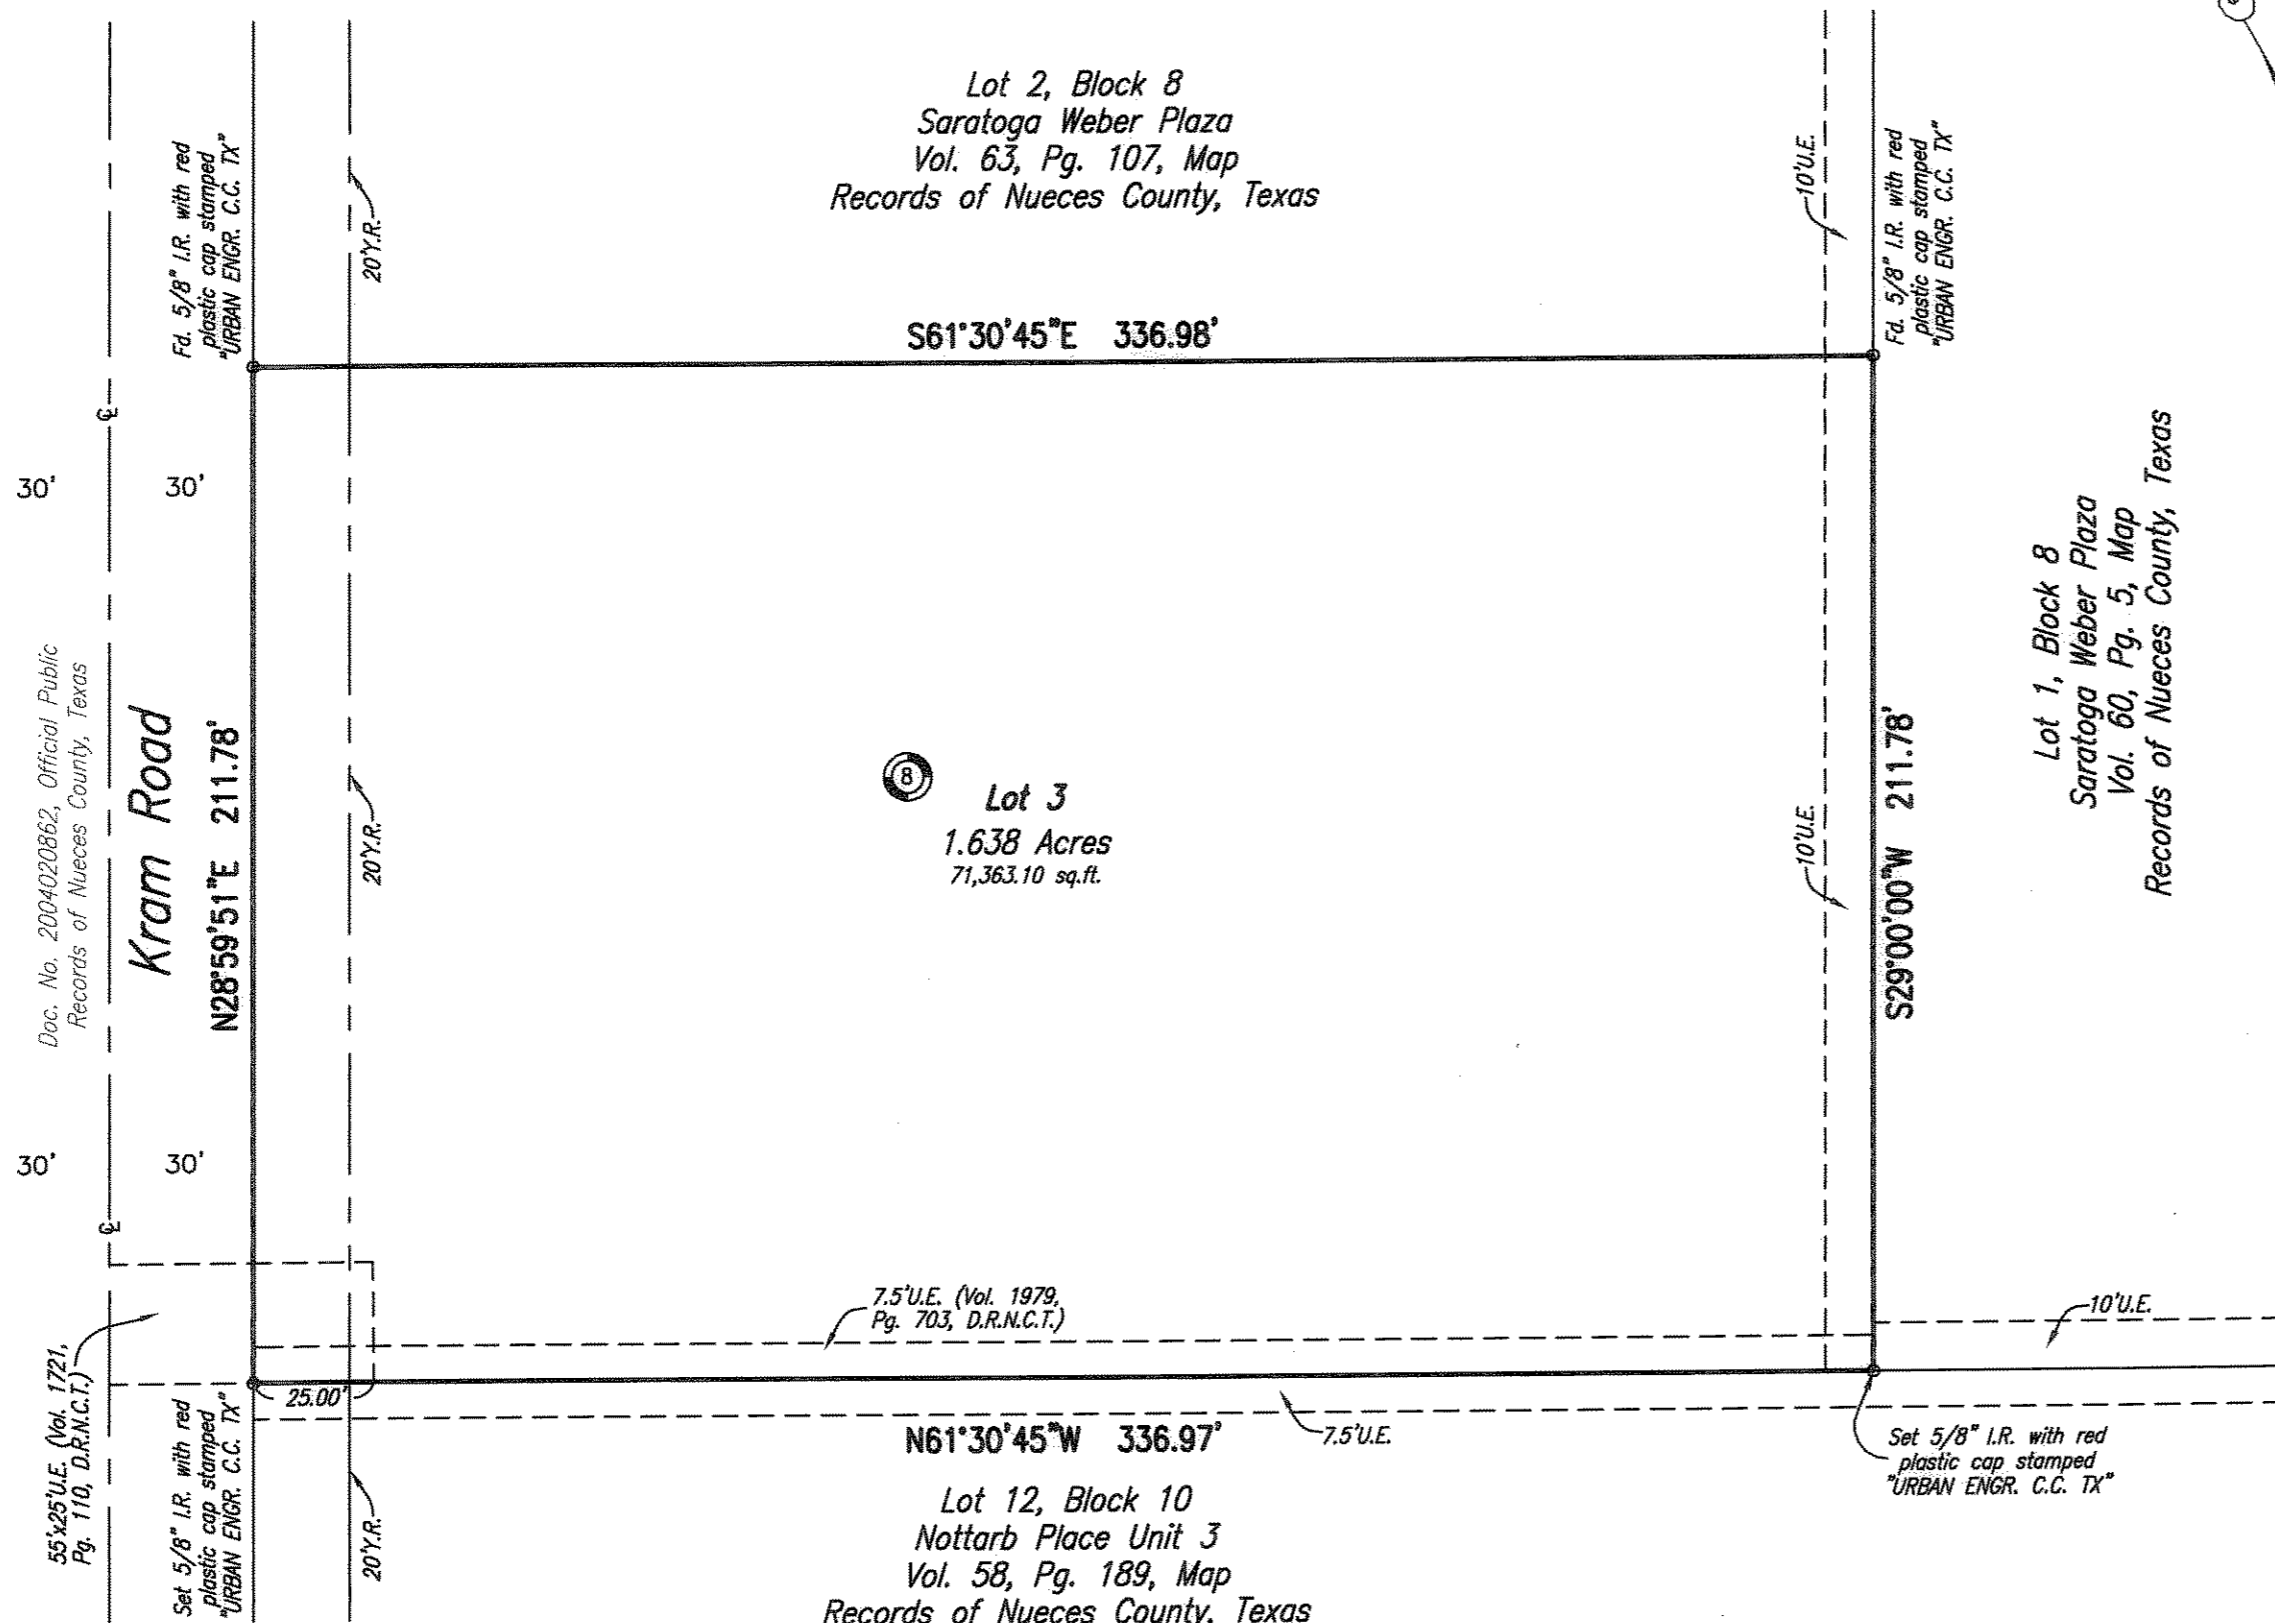 Lot 2, Block 8
Saratoga Weber Plaza
Vol. 63, Pg. 107, Map
Records of Nueces County, Texas
Fd. 5/8" I.R. with red
plastic cap stamped
"URBAN ENGR. C.C. TX"
20'Y.R.
10'U.E.
Fd. 5/8" I.R. with red
plastic cap stamped
"URBAN ENGR. C.C. TX"
S61°30'45"E 336.98'
30'
30'
Doc. No. 2004020862, Official Public
Records of Nueces County, Texas
Kram Road
N28°59'51"E 211.78'
20'Y.R.
8
Lot 3
1.638 Acres
71,363.10 sq.ft.
10'U.E.
S29°00'00"W 211.78'
Lot 1, Block 8
Saratoga Weber Plaza
Vol. 60, Pg. 5, Map
Records of Nueces County, Texas
30'
30'
7.5'U.E. (Vol. 1979,
Pg. 703, D.R.N.C.T.)
10'U.E.
55'x25'U.E. (Vol. 1721,
Pg. 110, D.R.N.C.T.)
Set 5/8" I.R. with red
plastic cap stamped
"URBAN ENGR. C.C. TX"
25.00'
20'Y.R.
N61°30'45"W 336.97'
7.5'U.E.
Set 5/8" I.R. with red
plastic cap stamped
"URBAN ENGR. C.C. TX"
Lot 12, Block 10
Nottarb Place Unit 3
Vol. 58, Pg. 189, Map
Records of Nueces County, Texas